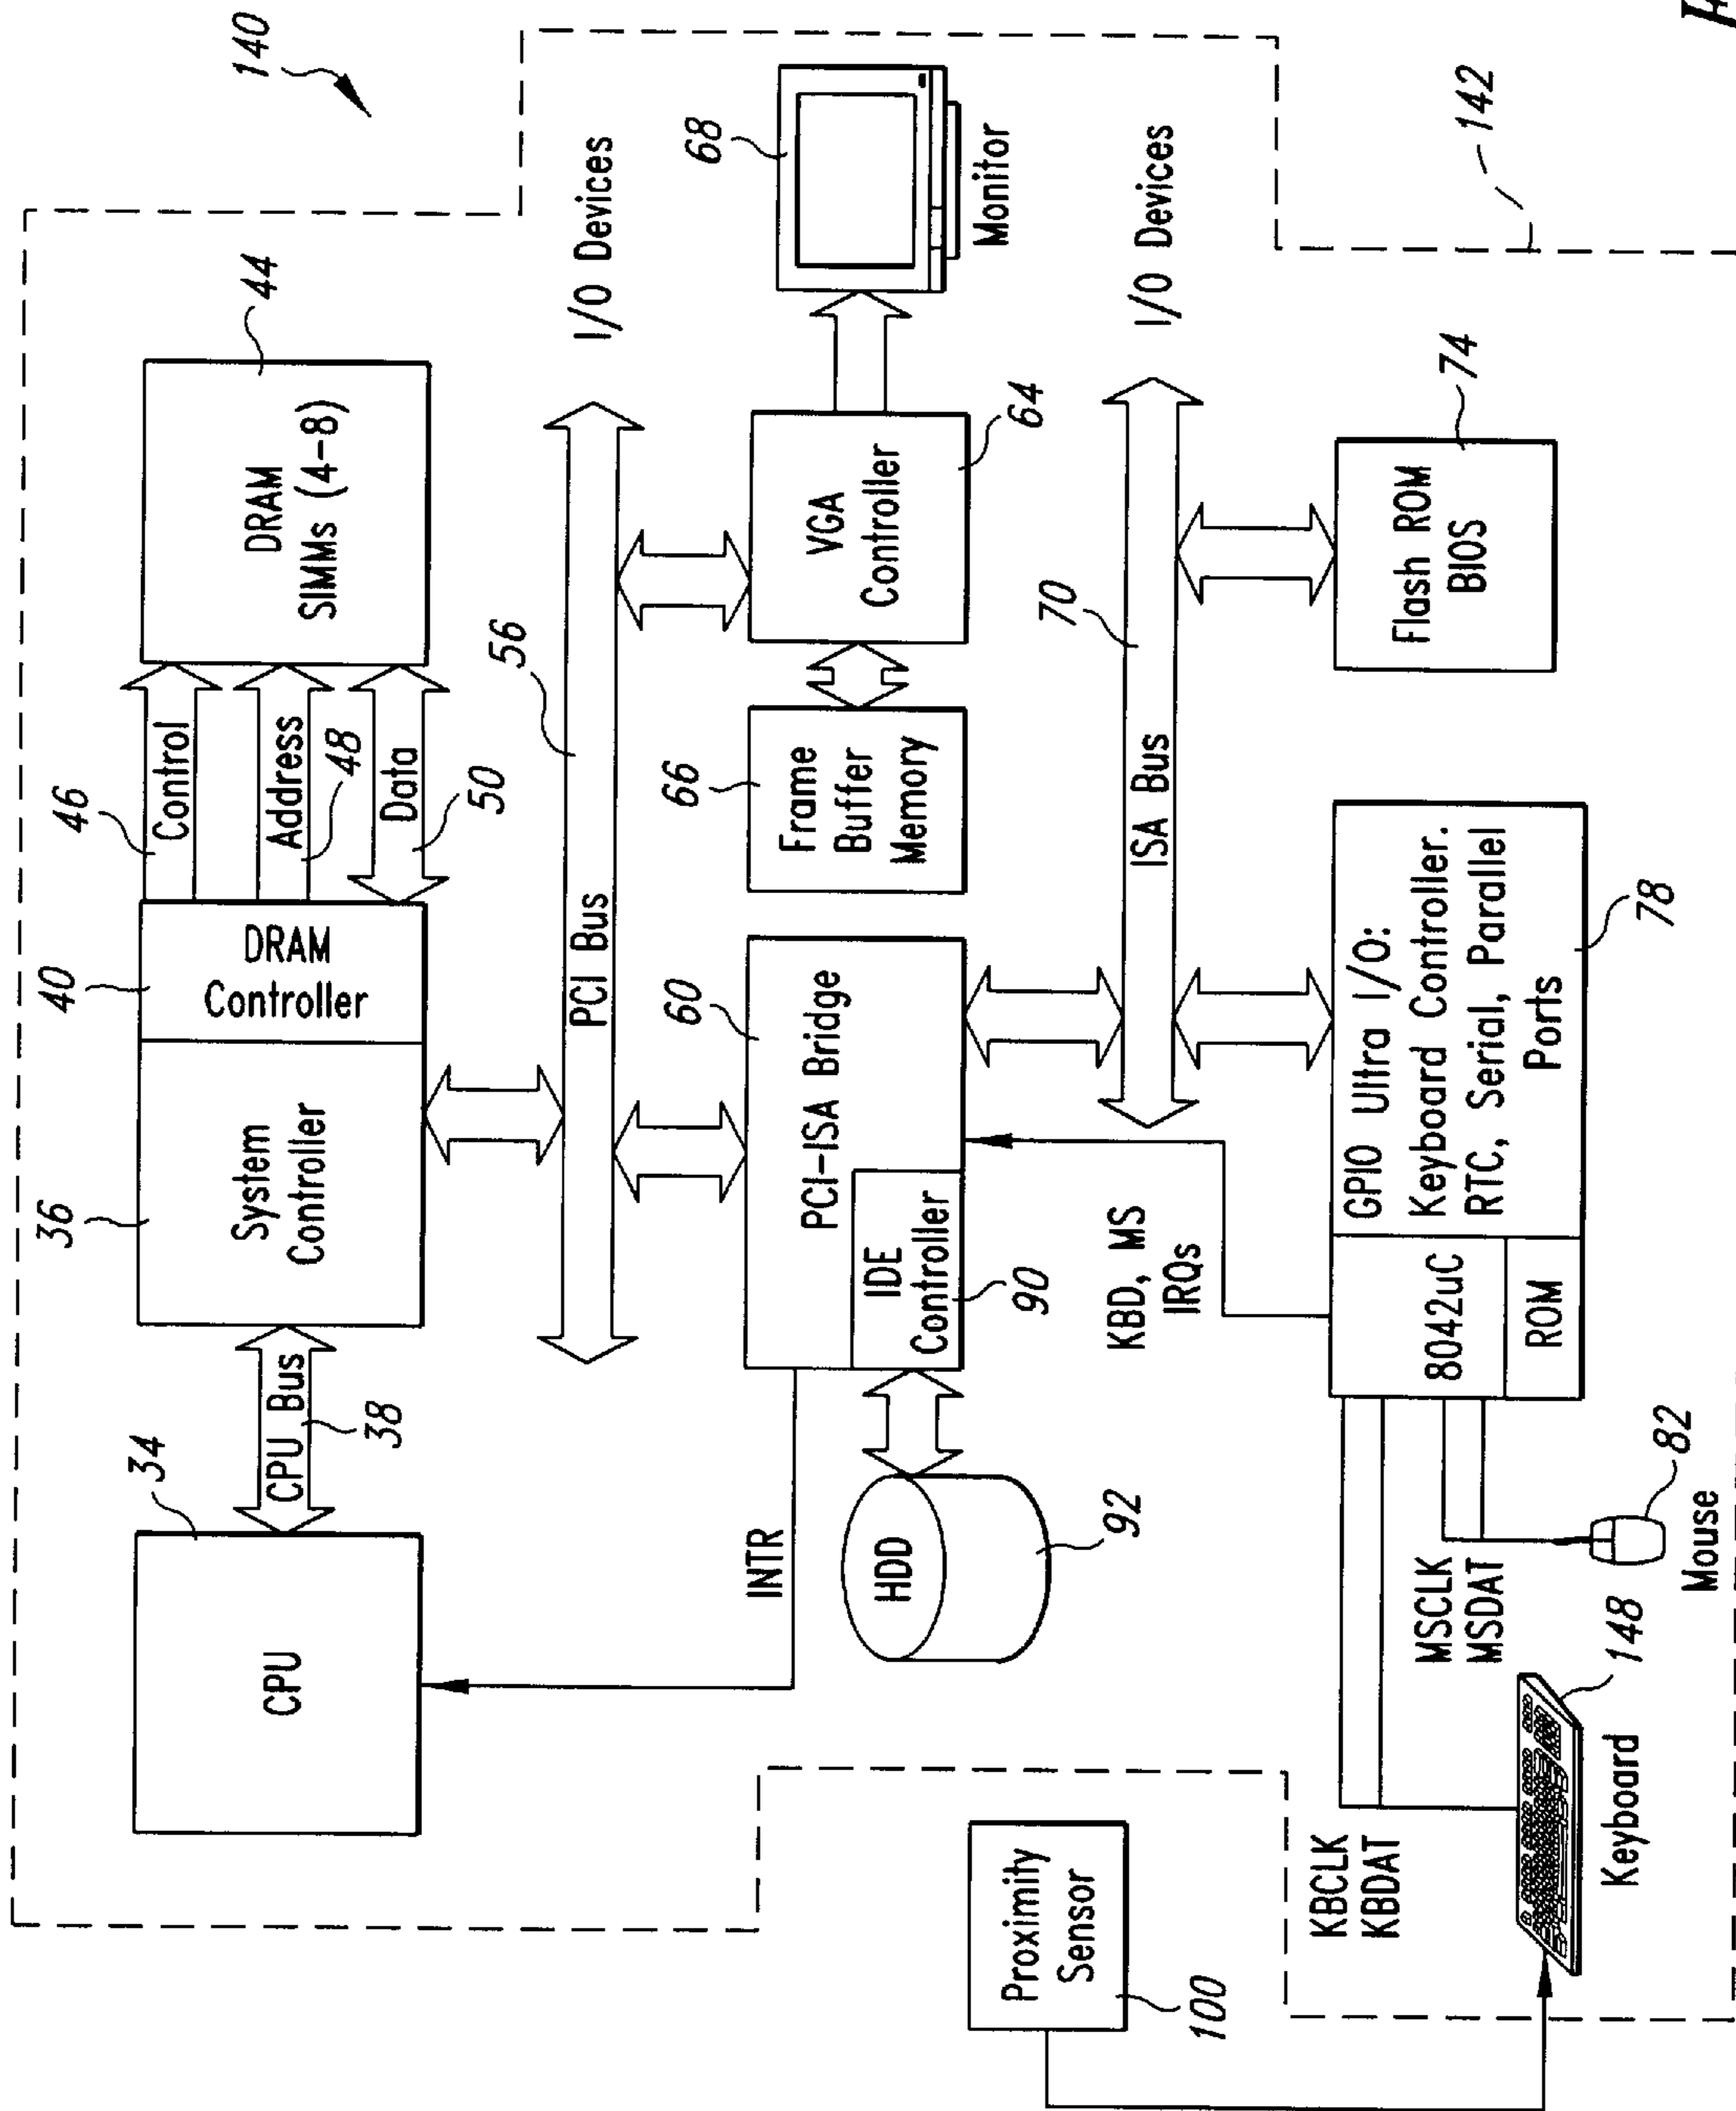 140
34
CPU
CPU Bus
38
36
System
Controller
40
DRAM
Controller
46
Control
Address
48
Data
50
44
DRAM
SIMMs (4-8)
PCI Bus
56
I/O Devices
INTR
60
PCI-ISA Bridge
IDE
Controller
90
HDD
92
66
Frame
Buffer
Memory
VGA
Controller
64
68
Monitor
Proximity
Sensor
100
KBD, MS
IRQs
ISA Bus
70
I/O Devices
142
KBCLK
KBDAT
MSCLK
MSDAT
148
Keyboard
82
Mouse
8042uC
ROM
GPIO Ultra I/O:
Keyboard Controller.
RTC, Serial, Parallel
Ports
78
Flash ROM
BIOS
74